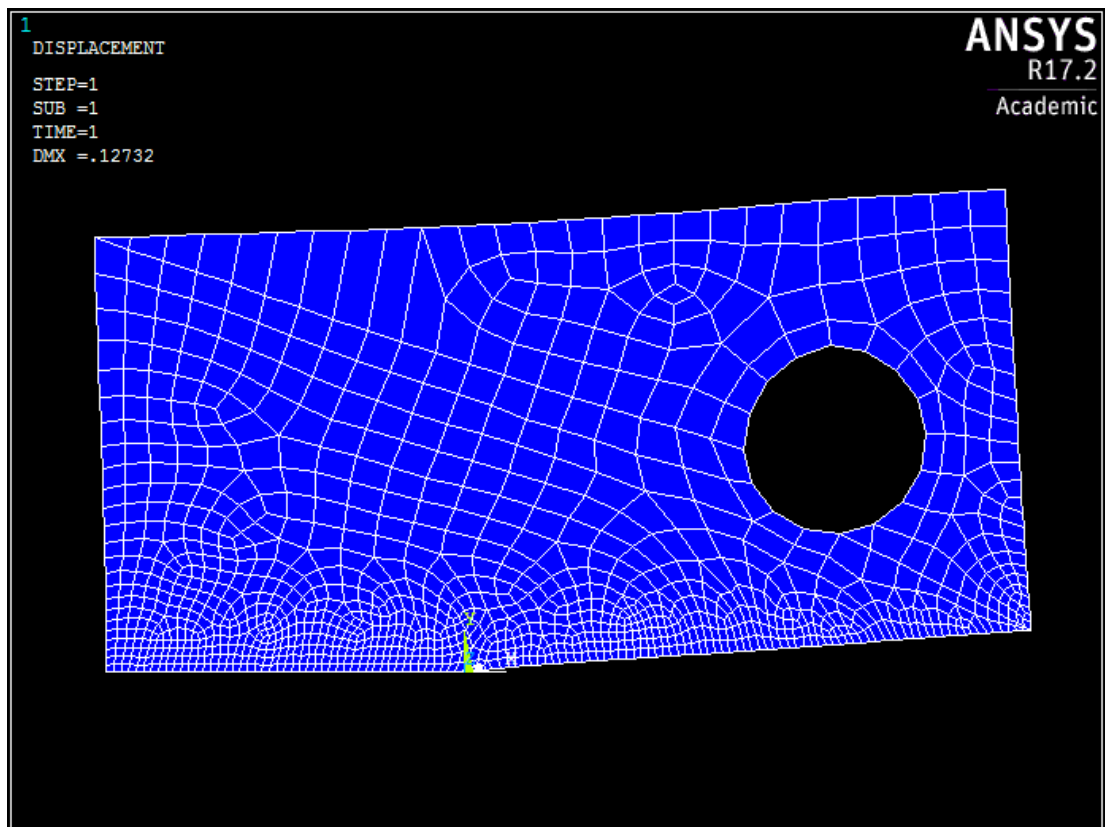 1
DISPLACEMENT
STEP=1
SUB =1
TIME=1
DMX =.12732
ANSYS
R17.2
Academic
Y